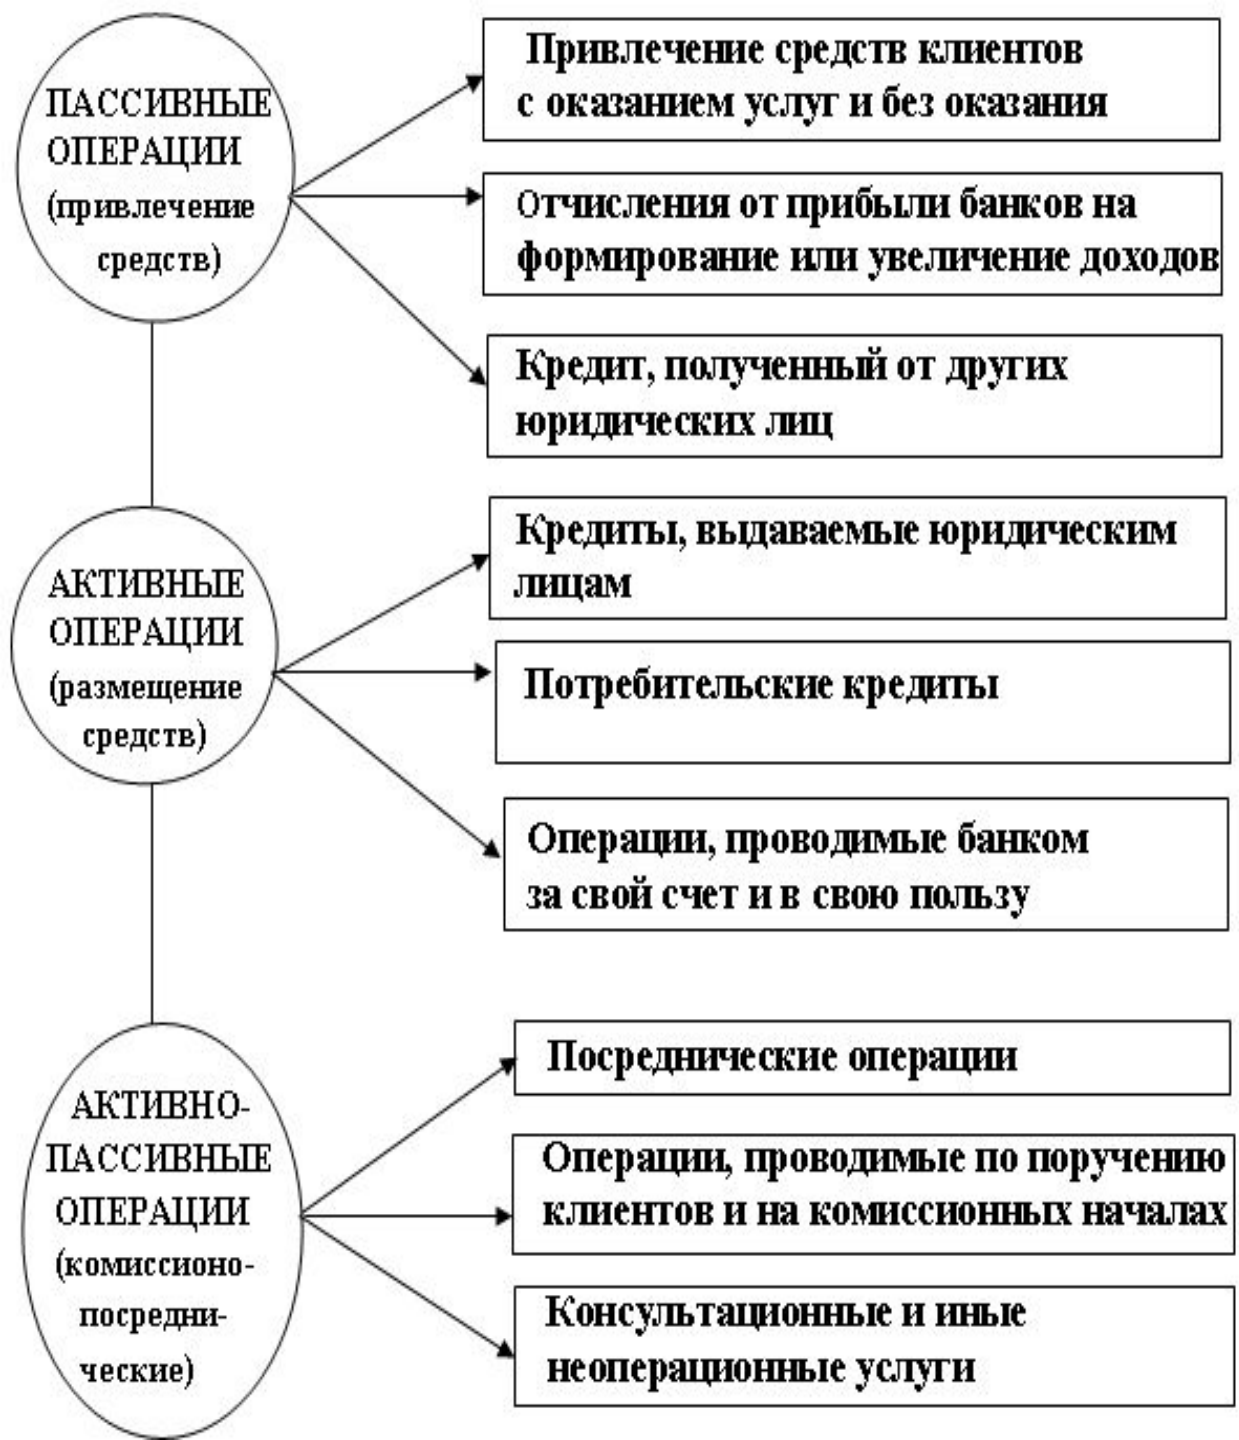 ПАССИВНЫЕ
ОПЕРАЦИИ
(привлечение
средств)
Привлечение средств клиентов
с оказанием услуг и без оказания
Отчисления от прибыли банков на
формирование или увеличение доходов
Кредит, полученный от других
юридических лиц
АКТИВНЫЕ
ОПЕРАЦИИ
(размещение
средств)
Кредиты, выдаваемые юридическим
лицам
Потребительские кредиты
Операции, проводимые банком
за свой счет и в свою пользу
АКТИВНО-
ПАССИВНЫЕ
ОПЕРАЦИИ
(комиссионо-
посредни-
ческие)
Посреднические операции
Операции, проводимые по поручению
клиентов и на комиссионных началах
Консультационные и иные
неоперационные услуги